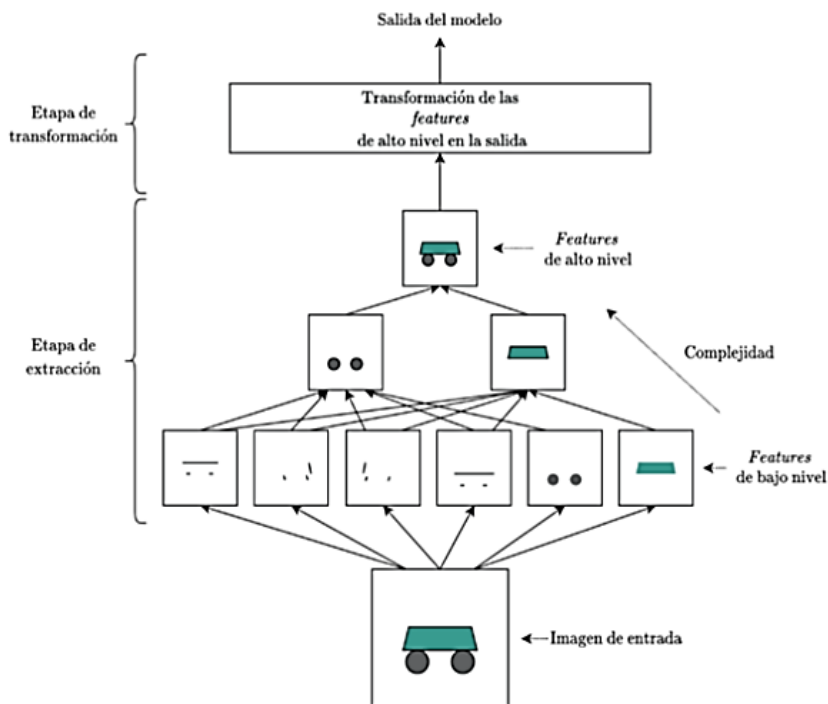 Salida del modelo
Etapa de
transformación
Transformación de las
features
de alto nivel en la salida
Features
de alto nivel
Etapa de
extracción
Complejidad
Features
de bajo nivel
Imagen de entrada